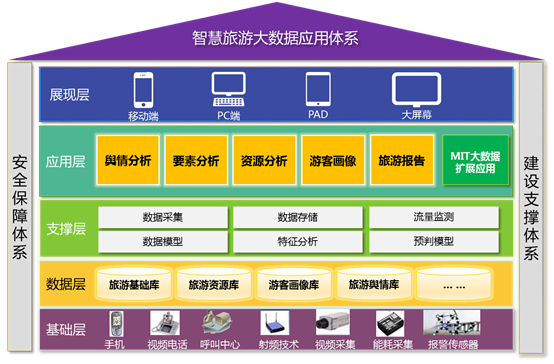 智慧旅游大数据应用体系
安全保障体系
建设支撑体系
展现层
移动端
PC端
PAD
大屏幕
应用层
舆情分析
要素分析
资源分析
游客画像
旅游报告
MIT大数据
扩展应用
支撑层
数据采集
数据存储
流量监测
数据模型
特征分析
预判模型
数据层
旅游基础库
旅游资源库
游客画像库
旅游舆情库
... ...
基础层
手机
视频电话
呼叫中心
射频技术
视频采集
能耗采集
报警传感器